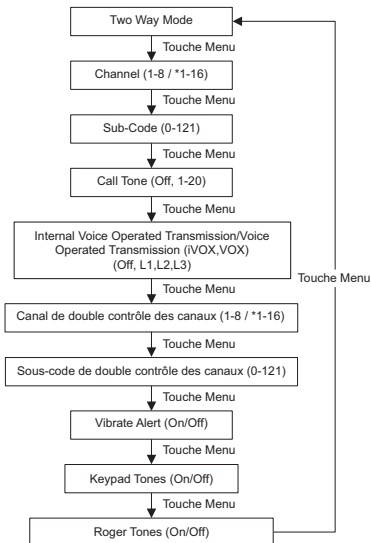 Two Way Mode
Touche Menu
Channel (1-8 / *1-16)
Touche Menu
Sub-Code (0-121)
Touche Menu
Call Tone (Off, 1-20)
Touche Menu
Internal Voice Operated Transmission/Voice
Operated Transmission (iVOX,VOX)
(Off, L1,L2,L3)
Touche Menu
Touche Menu
Canal de double contrôle des canaux (1-8 / *1-16)
Touche Menu
Sous-code de double contrôle des canaux (0-121)
Touche Menu
Vibrate Alert (On/Off)
Touche Menu
Keypad Tones (On/Off)
Touche Menu
Roger Tones (On/Off)